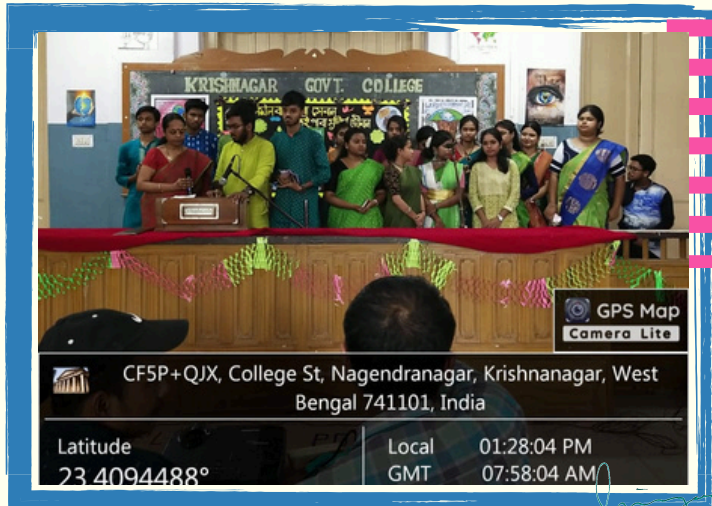 KRISHNAGAR GOVT. COLLEGE
GPS Map
Camera Lite
CF5P+QJX, College St, Nagendranagar, Krishnanagar, West
Bengal 741101, India
Latitude
23.4094488°
Local 01:28:04 PM
GMT 07:58:04 AM